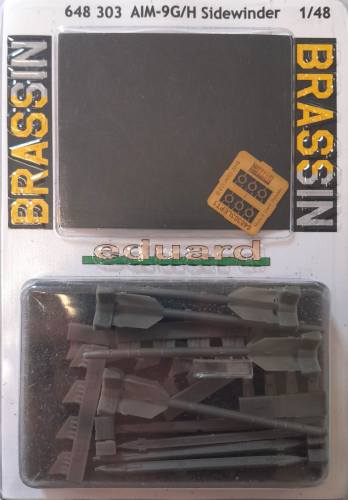 648 303 AIM-9G/H Sidewinder 1/48
BRASSIN
BRASSIN
eduard